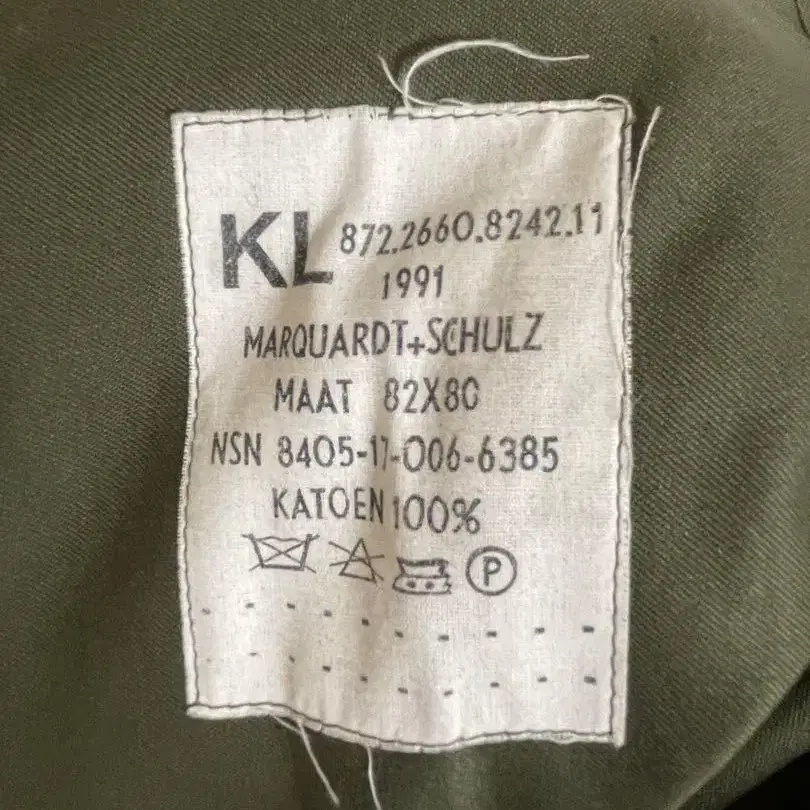 KL 872.2660.8242.11
1991
MARQUARDT+SCHULZ
MAAT 82X80
NSN 8405-17-006-6385
KATOEN 100%
P